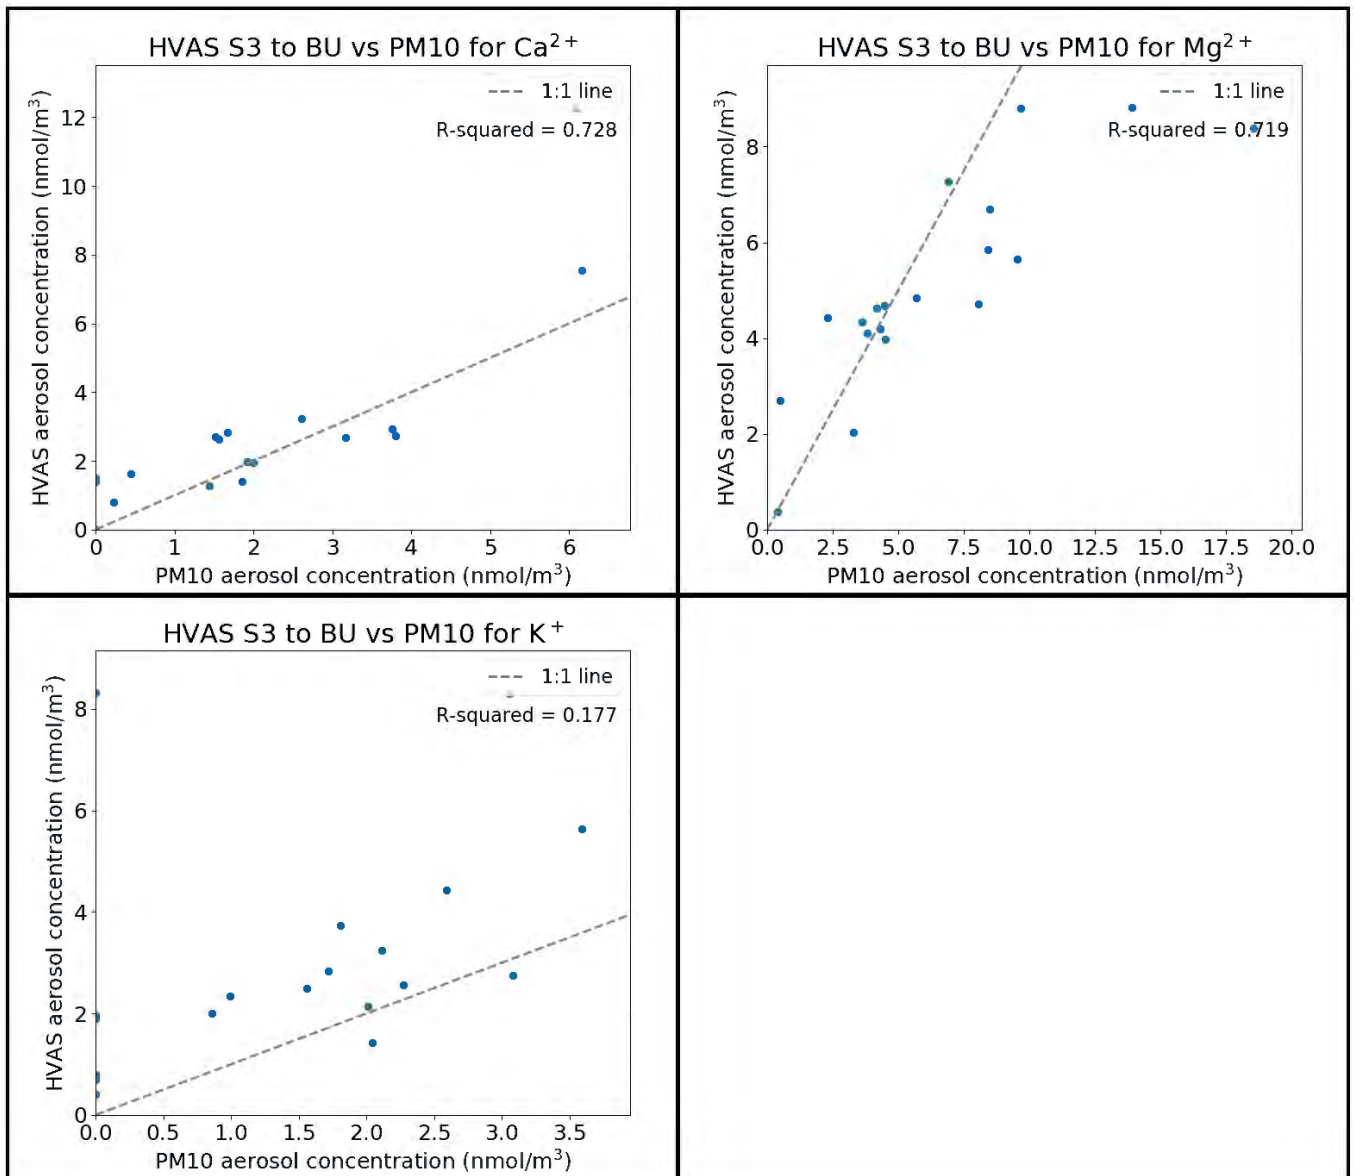 HVAS S3 to BU vs PM10 for Ca²⁺
1:1 line
R-squared = 0.728
HVAS aerosol concentration (nmol/m³)
12
10
8
6
4
2
0
0 1 2 3 4 5 6
PM10 aerosol concentration (nmol/m³)
HVAS S3 to BU vs PM10 for Mg²⁺
1:1 line
R-squared = 0.719
HVAS aerosol concentration (nmol/m³)
8
6
4
2
0
0.0 2.5 5.0 7.5 10.0 12.5 15.0 17.5 20.0
PM10 aerosol concentration (nmol/m³)
HVAS S3 to BU vs PM10 for K⁺
1:1 line
R-squared = 0.177
HVAS aerosol concentration (nmol/m³)
8
6
4
2
0
0.0 0.5 1.0 1.5 2.0 2.5 3.0 3.5
PM10 aerosol concentration (nmol/m³)